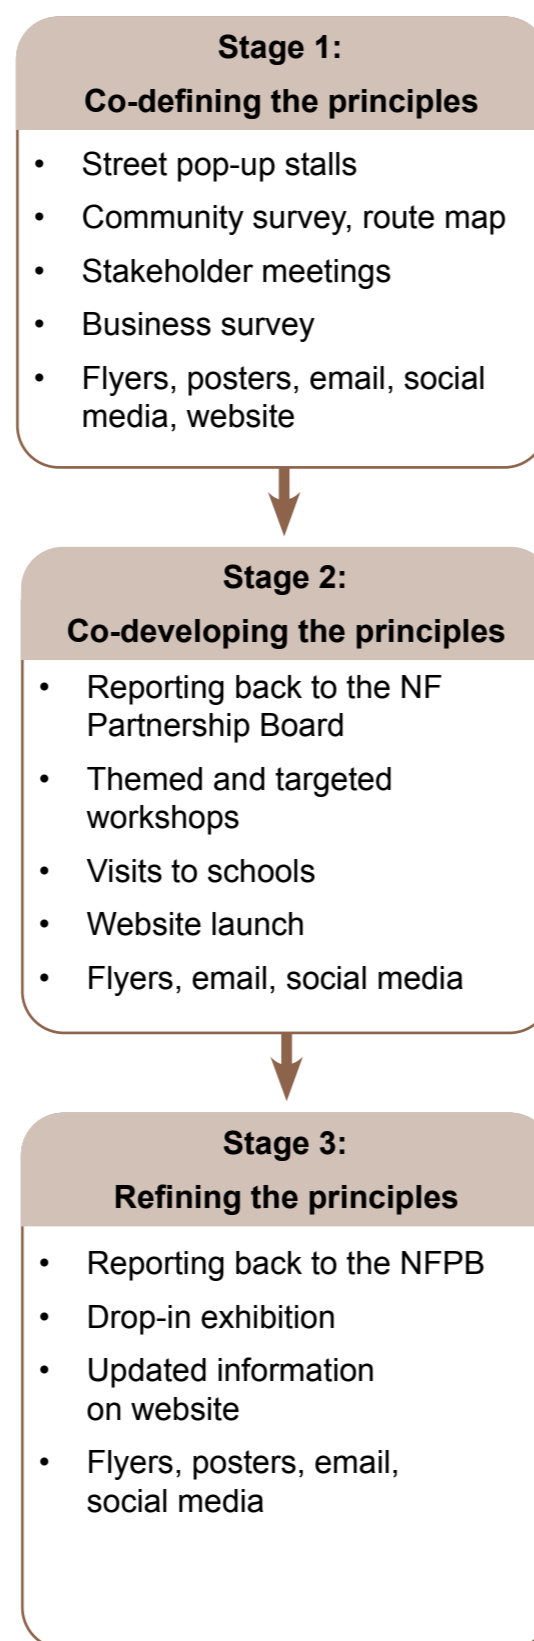 Stage 1:
Co-defining the principles
• Street pop-up stalls
• Community survey, route map
• Stakeholder meetings
• Business survey
• Flyers, posters, email, social
media, website
Stage 2:
Co-developing the principles
• Reporting back to the NF
Partnership Board
• Themed and targeted
workshops
• Visits to schools
• Website launch
• Flyers, email, social media
Stage 3:
Refining the principles
• Reporting back to the NFPB
• Drop-in exhibition
• Updated information
on website
• Flyers, posters, email,
social media